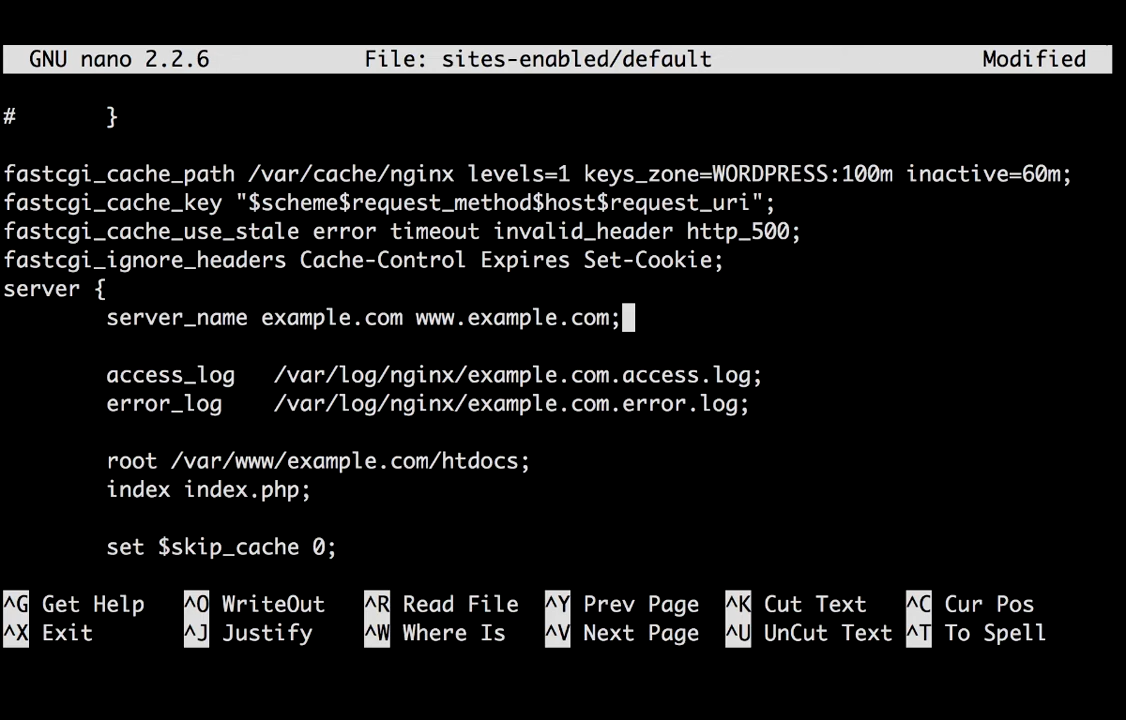 GNU nano 2.2.6 File: sites-enabled/default Modified
# }
fastcgi_cache_path /var/cache/nginx levels=1 keys_zone=WORDPRESS:100m inactive=60m;
fastcgi_cache_key "$scheme$request_method$host$request_uri";
fastcgi_cache_use_stale error timeout invalid_header http_500;
fastcgi_ignore_headers Cache-Control Expires Set-Cookie;
server {
server_name example.com www.example.com;
access_log /var/log/nginx/example.com.access.log;
error_log /var/log/nginx/example.com.error.log;
root /var/www/example.com/htdocs;
index index.php;
set $skip_cache 0;
^G Get Help ^O WriteOut ^R Read File ^Y Prev Page ^K Cut Text ^C Cur Pos
^X Exit ^J Justify ^W Where Is ^V Next Page ^U UnCut Text ^T To Spell